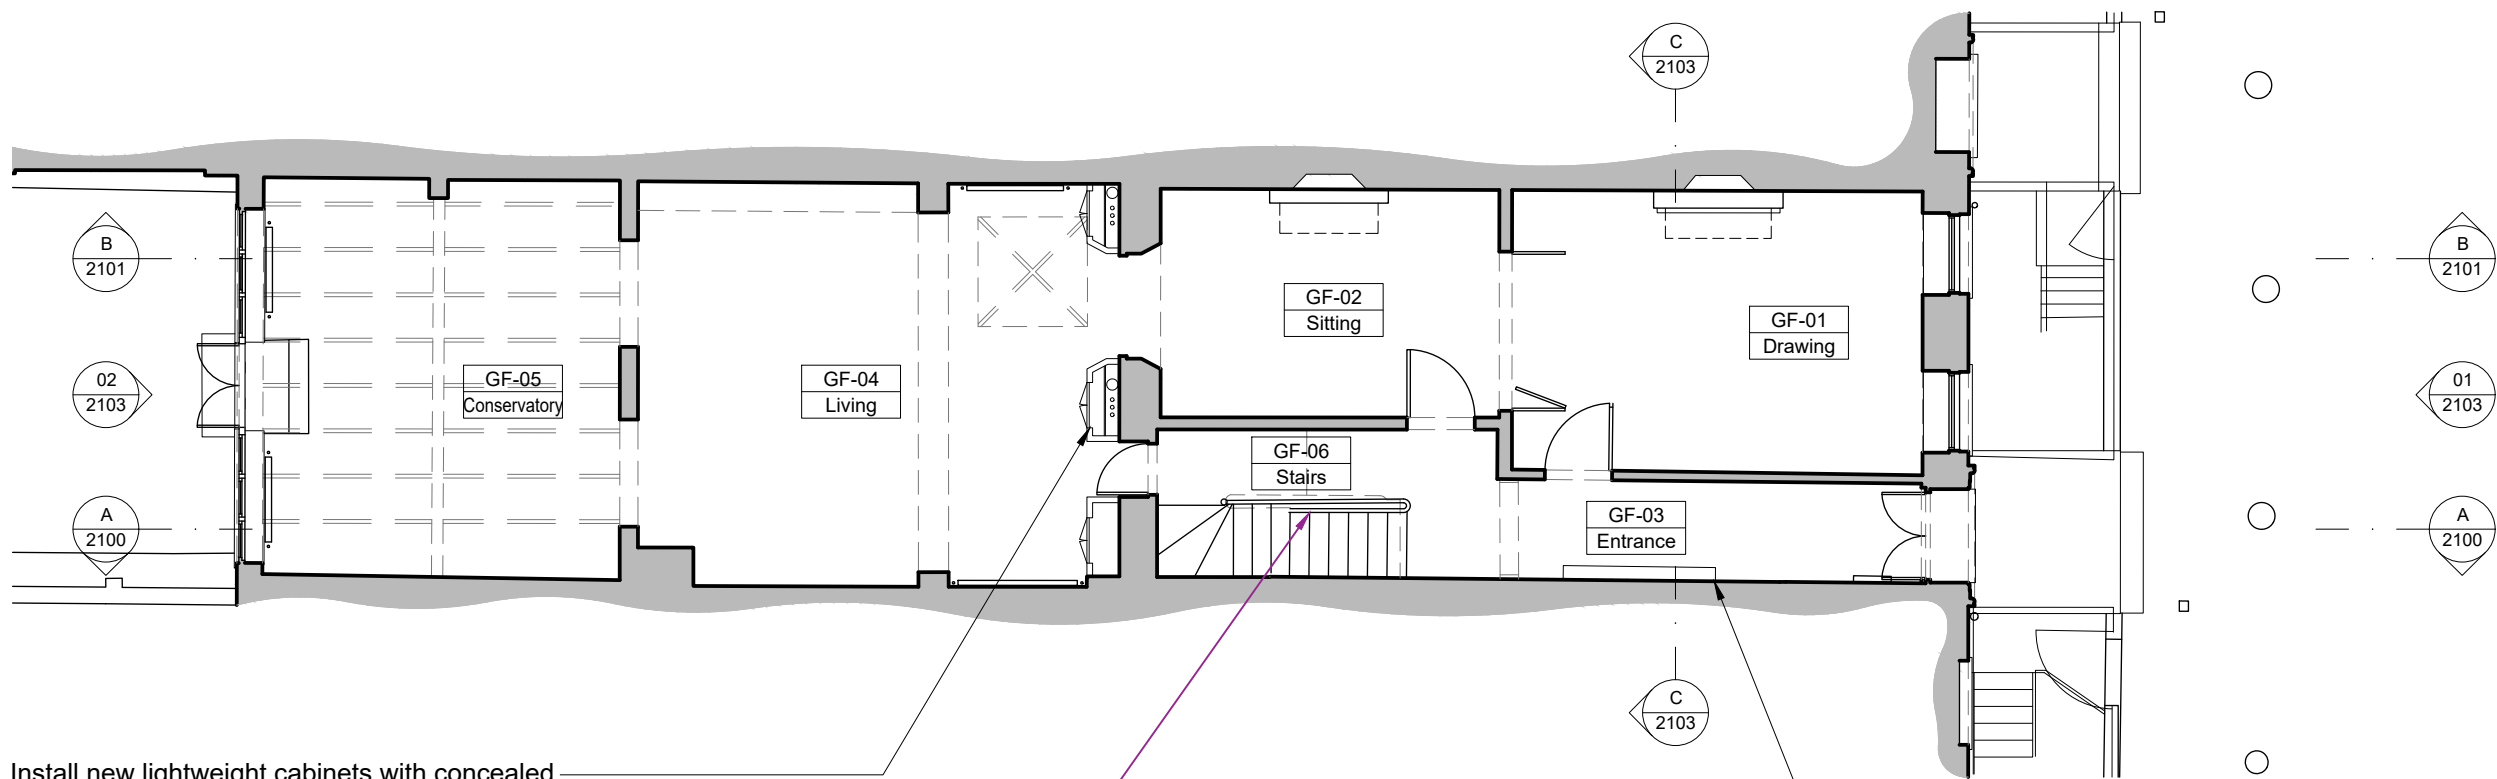 C
2103
B
2101
B
2101
GF-02
Sitting
GF-01
Drawing
02
2103
GF-05
Conservatory
GF-04
Living
01
2103
GF-06
Stairs
A
2100
GF-03
Entrance
A
2100
C
2103
Install new lightweight cabinets with concealed